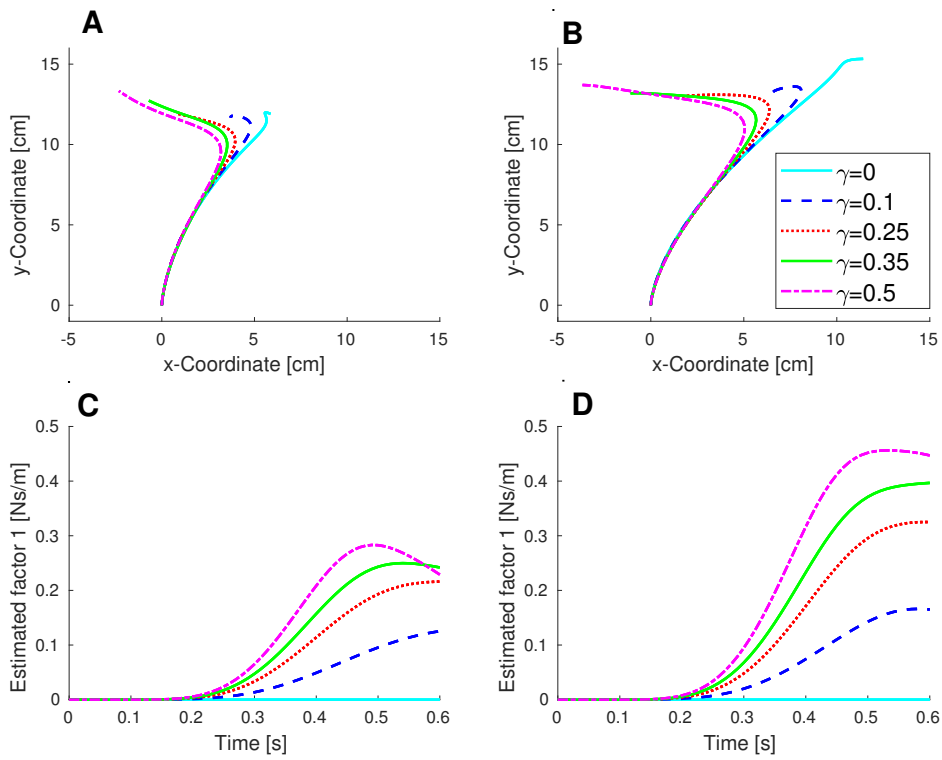 A
B
15
10
5
0
y-Coordinate [cm]
-5 0 5 10 15
x-Coordinate [cm]
15
10
5
0
y-Coordinate [cm]
-5 0 5 10 15
x-Coordinate [cm]
γ=0
γ=0.1
γ=0.25
γ=0.35
γ=0.5
C
D
0.5
0.4
0.3
0.2
0.1
0
Estimated factor 1 [Ns/m]
0 0.1 0.2 0.3 0.4 0.5 0.6
Time [s]
0.5
0.4
0.3
0.2
0.1
0
Estimated factor 1 [Ns/m]
0 0.1 0.2 0.3 0.4 0.5 0.6
Time [s]